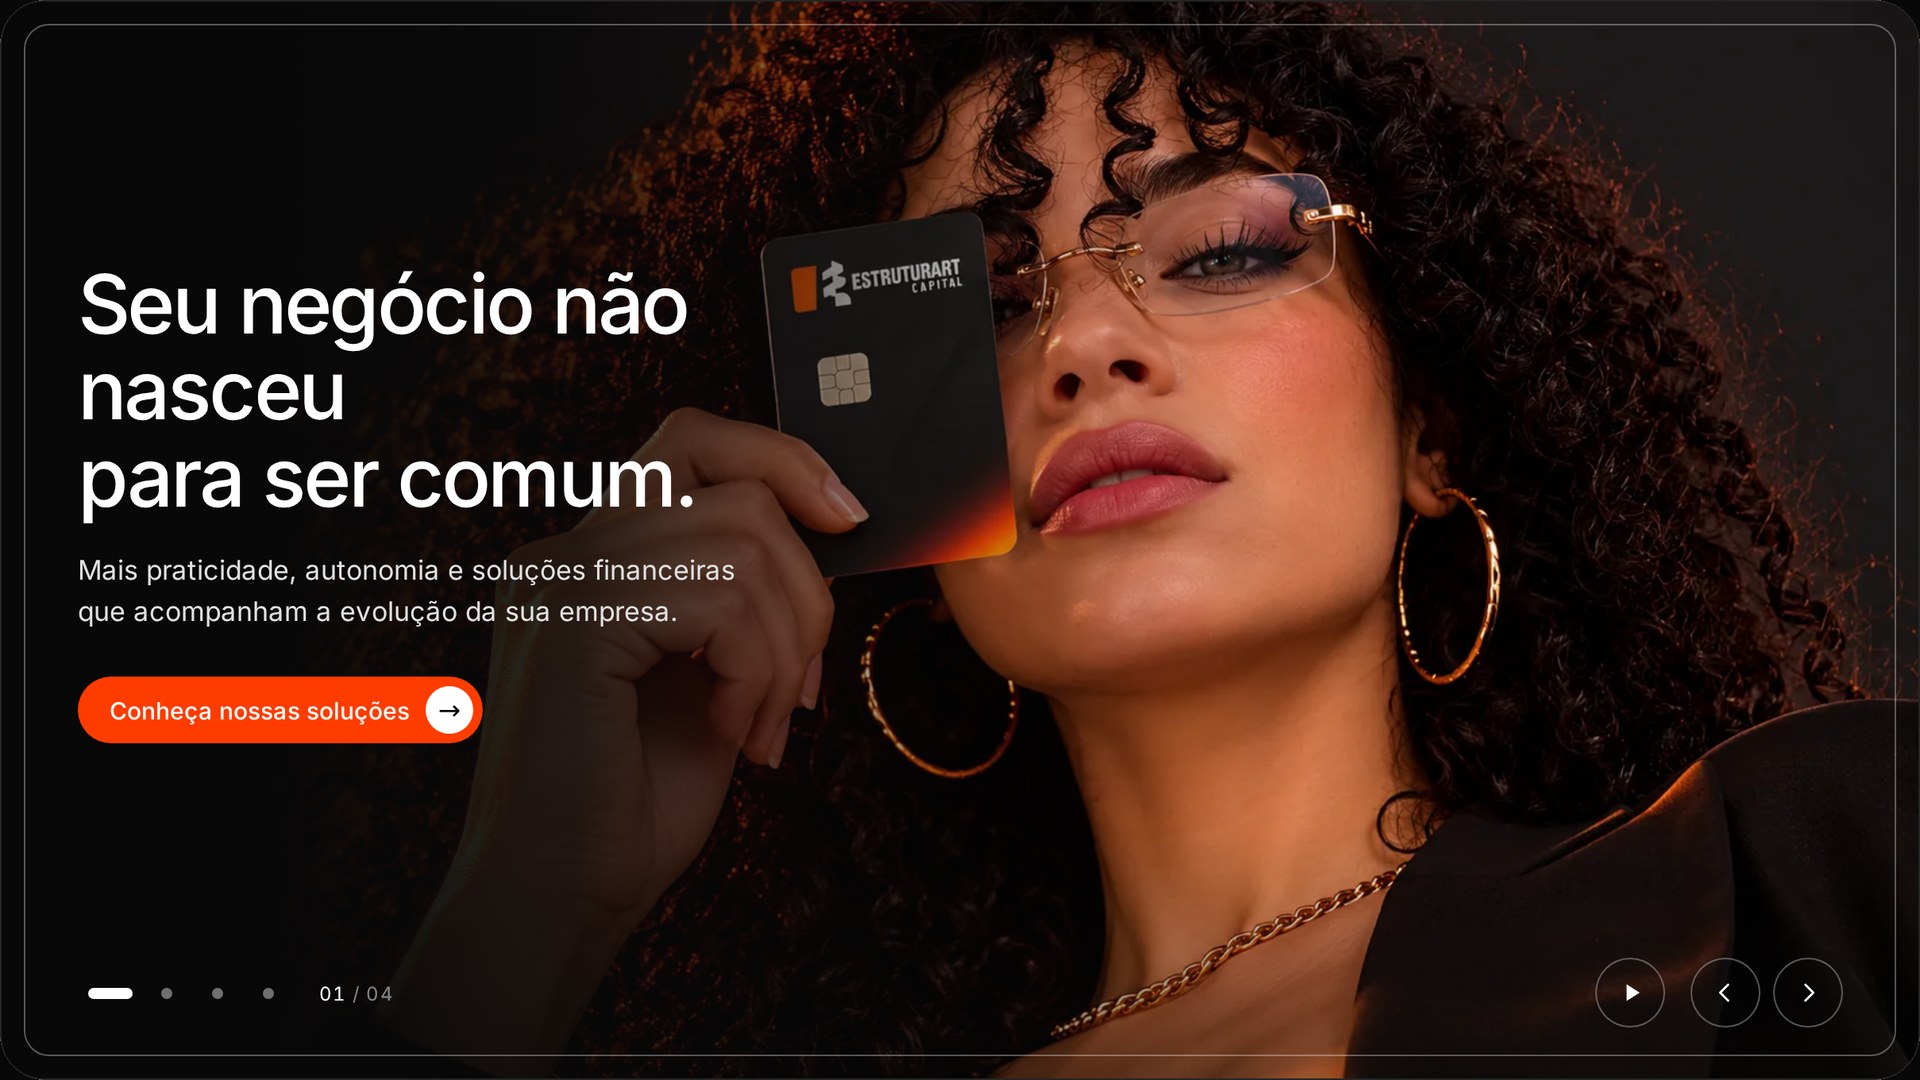 ESTRUTURART
CAPITAL
Seu negócio não
nasceu
para ser comum.
Mais praticidade, autonomia e soluções financeiras
que acompanham a evolução da sua empresa.
Conheça nossas soluções
01 / 04